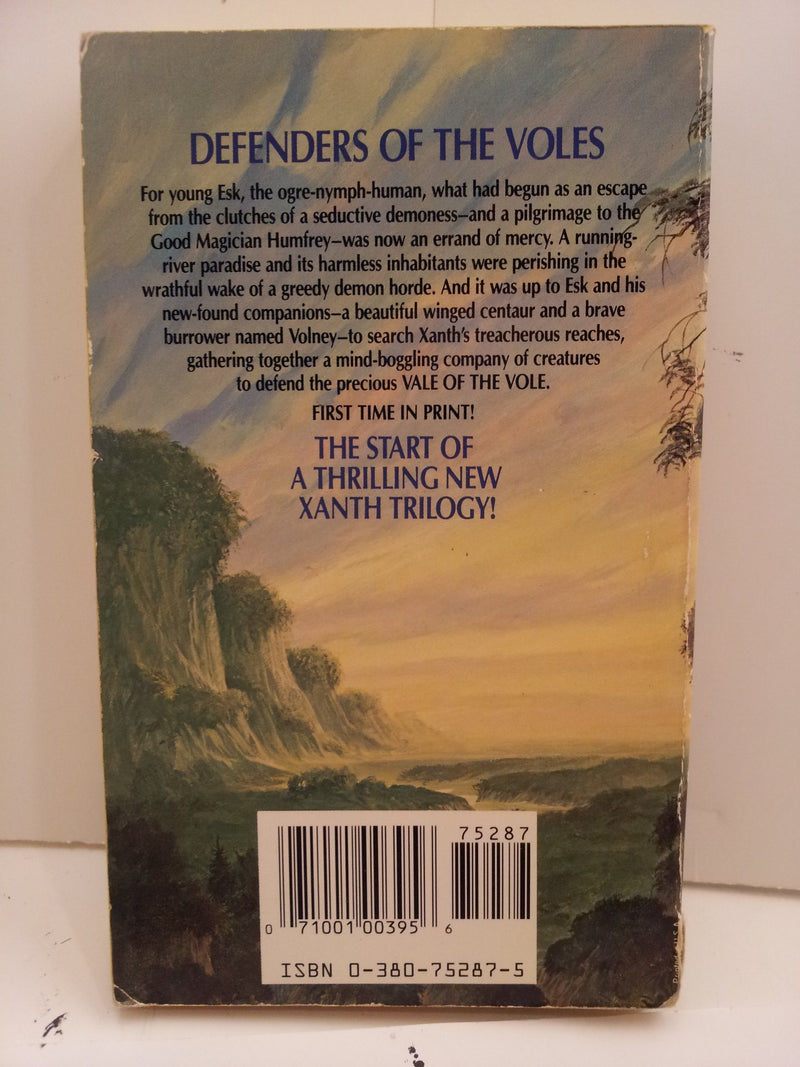 DEFENDERS OF THE VOLES
For young Esk, the ogre-nymph-human, what had begun as an escape
from the clutches of a seductive demoness—and a pilgrimage to the
Good Magician Humfrey—was now an errand of mercy. A running-
river paradise and its harmless inhabitants were perishing in the
wrathful wake of a greedy demon horde. And it was up to Esk and his
new-found companions—a beautiful winged centaur and a brave
burrower named Volney—to search Xanth's treacherous reaches,
gathering together a mind-boggling company of creatures
to defend the precious VALE OF THE VOLE.
FIRST TIME IN PRINT!
THE START OF
A THRILLING NEW
XANTH TRILOGY!
75287
0 71001 00395 6
ISBN 0-380-75287-5